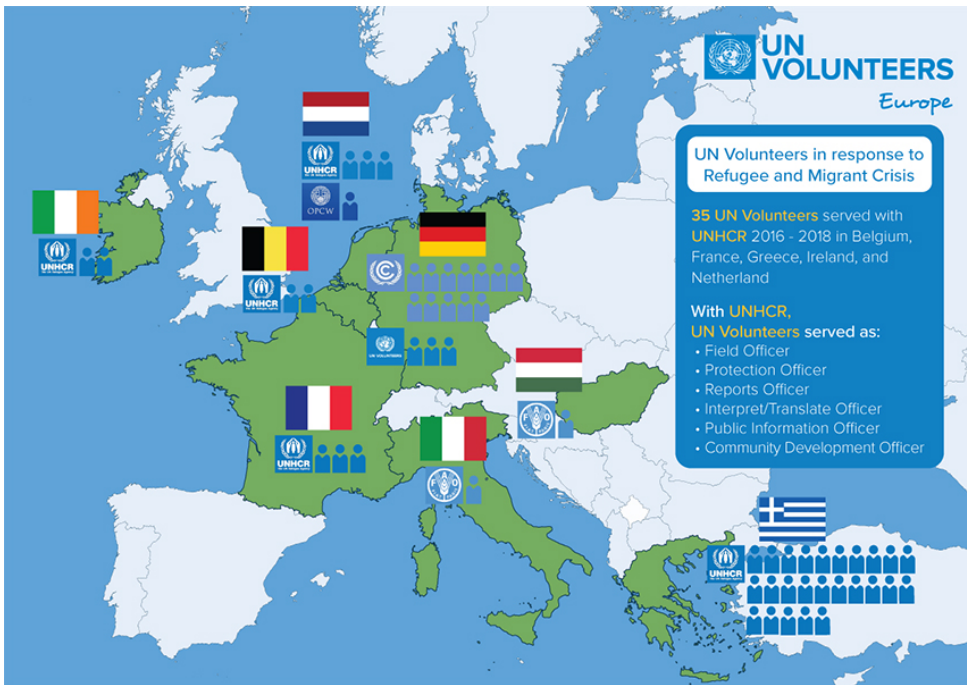 UN
VOLUNTEERS
Europe
UN Volunteers in response to
Refugee and Migrant Crisis
35 UN Volunteers served with
UNHCR 2016 - 2018 in Belgium,
France, Greece, Ireland, and
Netherland
With UNHCR,
UN Volunteers served as:
• Field Officer
• Protection Officer
• Reports Officer
• Interpret/Translate Officer
• Public Information Officer
• Community Development Officer
UNHCR
OPCW
UNHCR
UNHCR
C
UN VOLUNTEERS
UNHCR
FAO
FAO
UNHCR